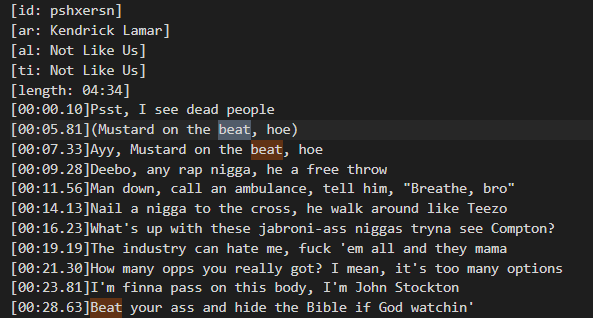 [id: pshxersn]
[ar: Kendrick Lamar]
[al: Not Like Us]
[ti: Not Like Us]
[length: 04:34]
[00:00.10]Psst, I see dead people
[00:05.81](Mustard on the beat, hoe)
[00:07.33]Ayy, Mustard on the beat, hoe
[00:09.28]Deebo, any rap nigga, he a free throw
[00:11.56]Man down, call an ambulance, tell him, "Breathe, bro"
[00:14.13]Nail a nigga to the cross, he walk around like Teezo
[00:16.23]What's up with these jabroni-ass niggas tryna see Compton?
[00:19.19]The industry can hate me, fuck 'em all and they mama
[00:21.30]How many opps you really got? I mean, it's too many options
[00:23.81]I'm finna pass on this body, I'm John Stockton
[00:28.63]Beat your ass and hide the Bible if God watchin'